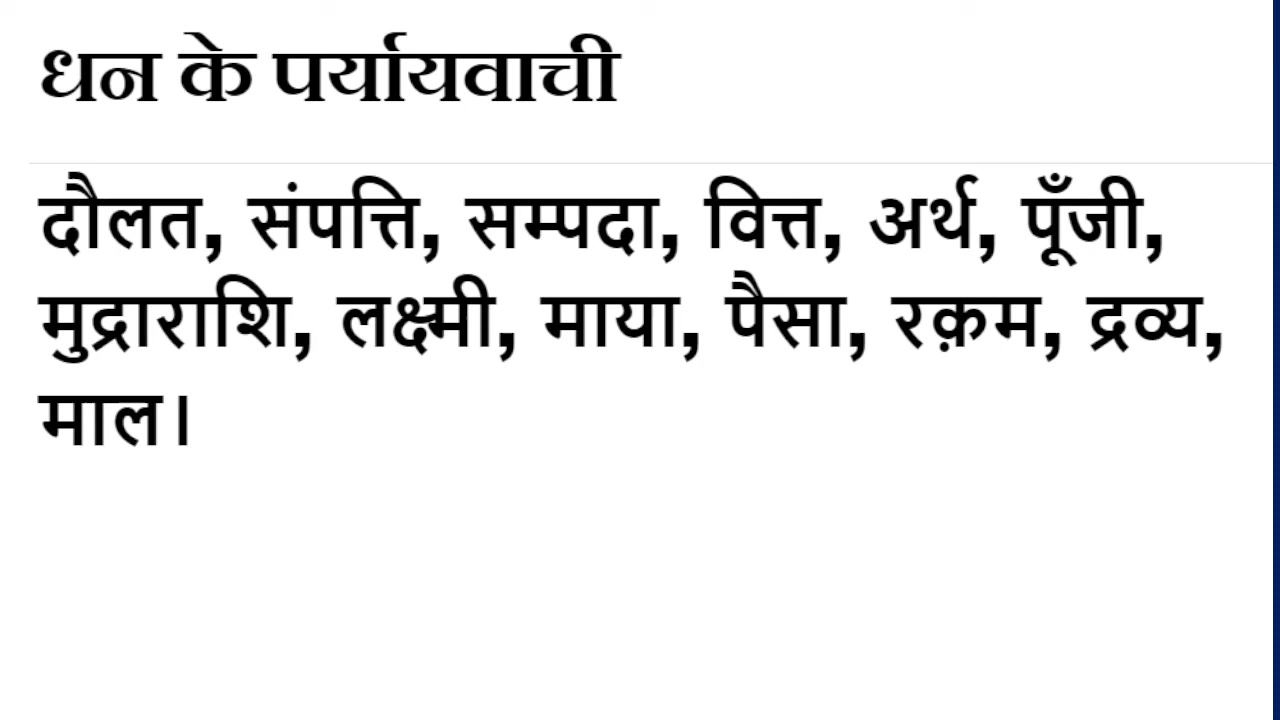 धन के पर्यायवाची
दौलत, संपत्ति, सम्पदा, वित्त, अर्थ, पूँजी,
मुद्राराशि, लक्ष्मी, माया, पैसा, रक़म, द्रव्य,
माल।